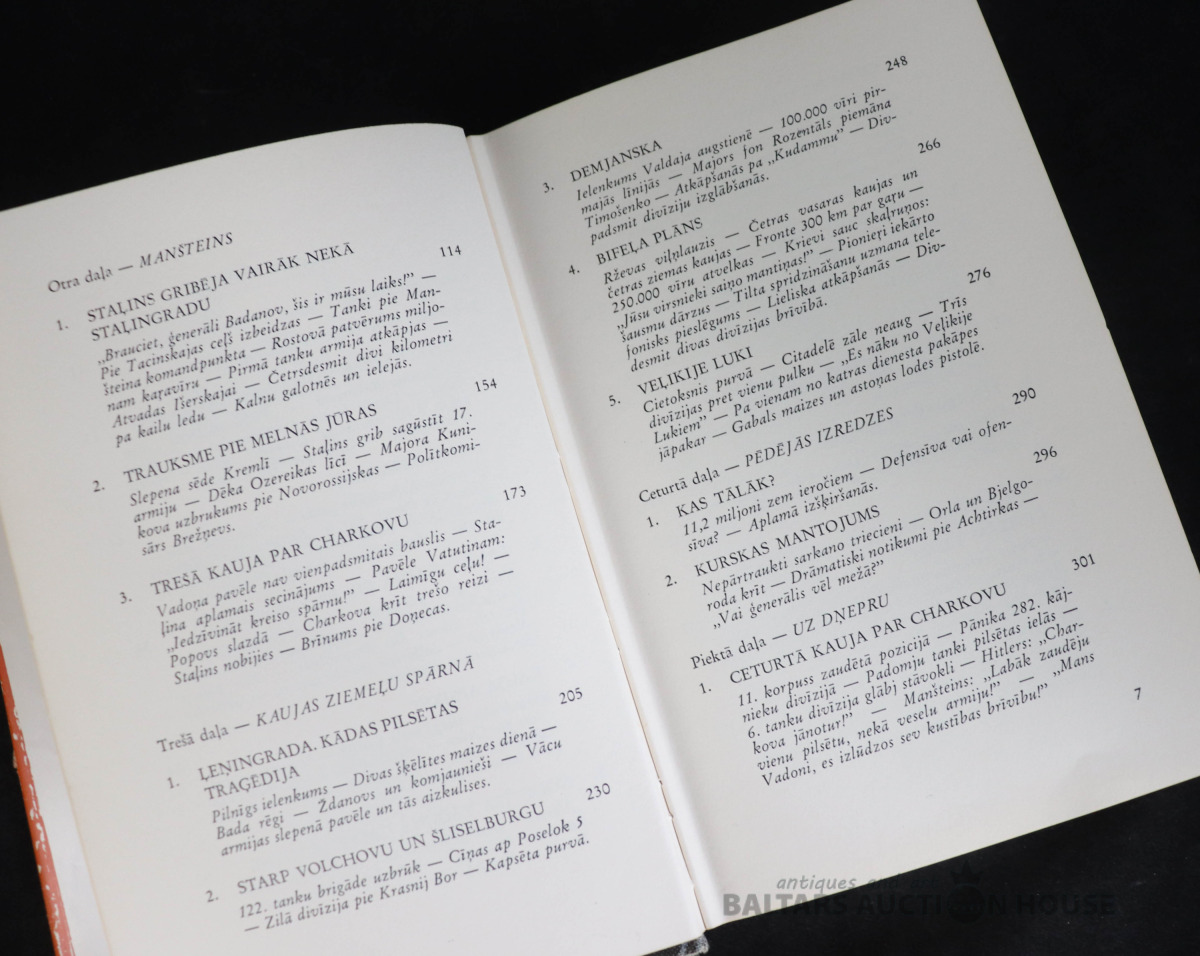 Otra daļa — MANŠTEINS
1. STAĻINS GRIBĒJA VAIRĀK NEKĀ 114
STAĻINGRADU
„Brauciet, ģenerāli Badanov, šis ir mūsu laiks!” —
Pie Tacinskajas ceļš izbeidzas — Tanki pie Man-
šteina komandpunkta — Rostovā patvērums miljo-
nam kaŗavīru — Pirmā tanku armija atkāpjas —
Atvadas Išerskajai — Četrsdesmit divi kilometri
pa kailu ledu — Kalnu galotnēs un ielejās.
2. TRAUKSME PIE MELNĀS JŪRAS 154
Slepena sēde Kremlī — Staļins grib sagūstīt 17.
armiju — Dēka Ozereikas līcī — Majora Kuni-
kova uzbrukums pie Novorossijskas — Polītkomi-
sārs Brežņevs.
3. TREŠĀ KAUJA PAR CHARKOVU 173
Vadoņa pavēle nav vienpadsmitais bauslis — Sta-
ļina aplamais secinājums — Pavēle Vatutinam:
„Iedzīvināt kreiso spārnu!” — Laimīgu ceļu! —
Popovs slazdā — Charkova krīt trešo reizi —
Staļins nobijies — Brīnums pie Doņecas.
Trešā daļa — KAUJAS ZIEMEĻU SPĀRNĀ
1. ĻEŅINGRADA. KĀDAS PILSĒTAS 205
TRAĢĒDIJA
Pilnīgs ielenkums — Divas šķēlītes maizes dienā —
Bada rēgi — Ždanovs un komjaunieši — Vācu
armijas slepenā pavēle un tās aizkulises.
2. STARP VOLCHOVU UN ŠLISELBURGU 230
122. tanku brigāde uzbrūk — Cīņas ap Poselok 5
— Zilā divīzija pie Krasnij Bor — Kapsēta purvā.
3. DEMJANSKA 248
Ielenkums Valdaja augstienē — 100.000 vīri pir-
majās līnijās — Majors fon Rozentāls piemāna
Timošenko — Atkāpšanās pa „Kudammu” — Div-
padsmit divīziju izglābšanās.
4. BIFEĻA PLĀNS 266
Rževas viļņlauzis — Četras vasaras kaujas un
četras ziemas kaujas — Fronte 300 km par gaŗu —
250.000 vīru atvelkas — Krievi sauc skaļruņos:
„Jūsu virsnieki saiņo mantiņas!” — Pionieri iekārto
šausmu dārzus — Tilta spridzināšanu uzmana tele-
fonisks pieslēgums — Lieliska atkāpšanās — Div-
desmit divas divīzijas brīvībā.
5. VEĻIKIJE LUKI 276
Cietoksnis purvā — Citadelē zāle neaug — Trīs
divīzijas pret vienu pulku — „Es nāku no Veļikije
Lukiem” — Pa vienam no katras dienesta pakāpes
jāpakar — Gabals maizes un astoņas lodes pistolē.
Ceturtā daļa — PĒDĒJĀS IZREDZES
1. KAS TĀLĀK? 290
11,2 miljoni zem ieročiem — Defensīva vai ofen-
sīva? — Aplamā izšķiršanās.
2. KURSKAS MANTOJUMS 296
Nepārtraukti sarkano triecieni — Orla un Bjelgo-
roda krīt — Drāmatiski notikumi pie Achtirkas —
„Vai ģenerālis vēl mežā?”
Piektā daļa — UZ DŅEPRU
1. CETURTĀ KAUJA PAR CHARKOVU 301
11. korpuss zaudētā pozicijā — Pānika 282. kāj-
nieku divīzijā — Padomju tanki pilsētas ielās —
6. tanku divīzija glābj stāvokli — Hitlers: „Char-
kova jānotur!” — Manšteins: „Labāk zaudēju
vienu pilsētu, nekā veselu armiju!” — „Mans
Vadoni, es izlūdzos sev kustības brīvību!”
7
antiques and art
BALTARS AUCTION HOUSE